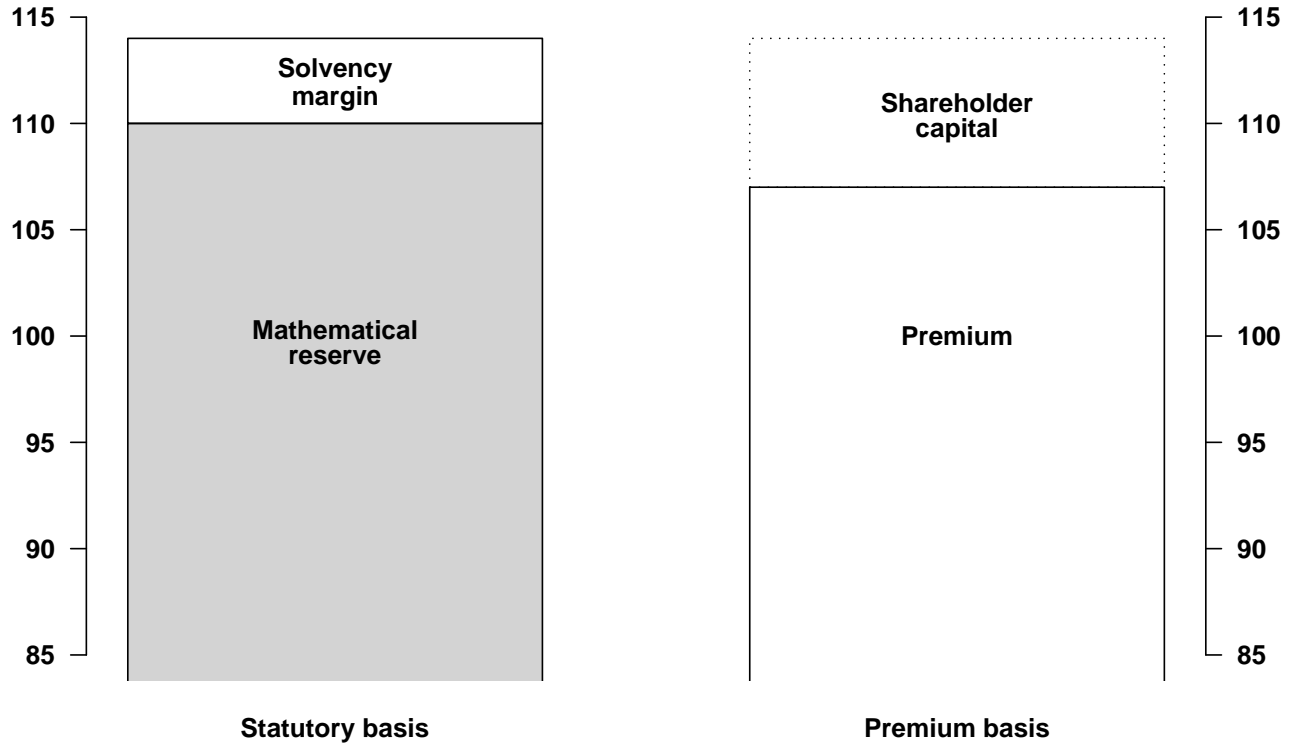 115
110
105
100
95
90
85
Solvency
margin
Mathematical
reserve
Statutory basis
Shareholder
capital
Premium
Premium basis
115
110
105
100
95
90
85